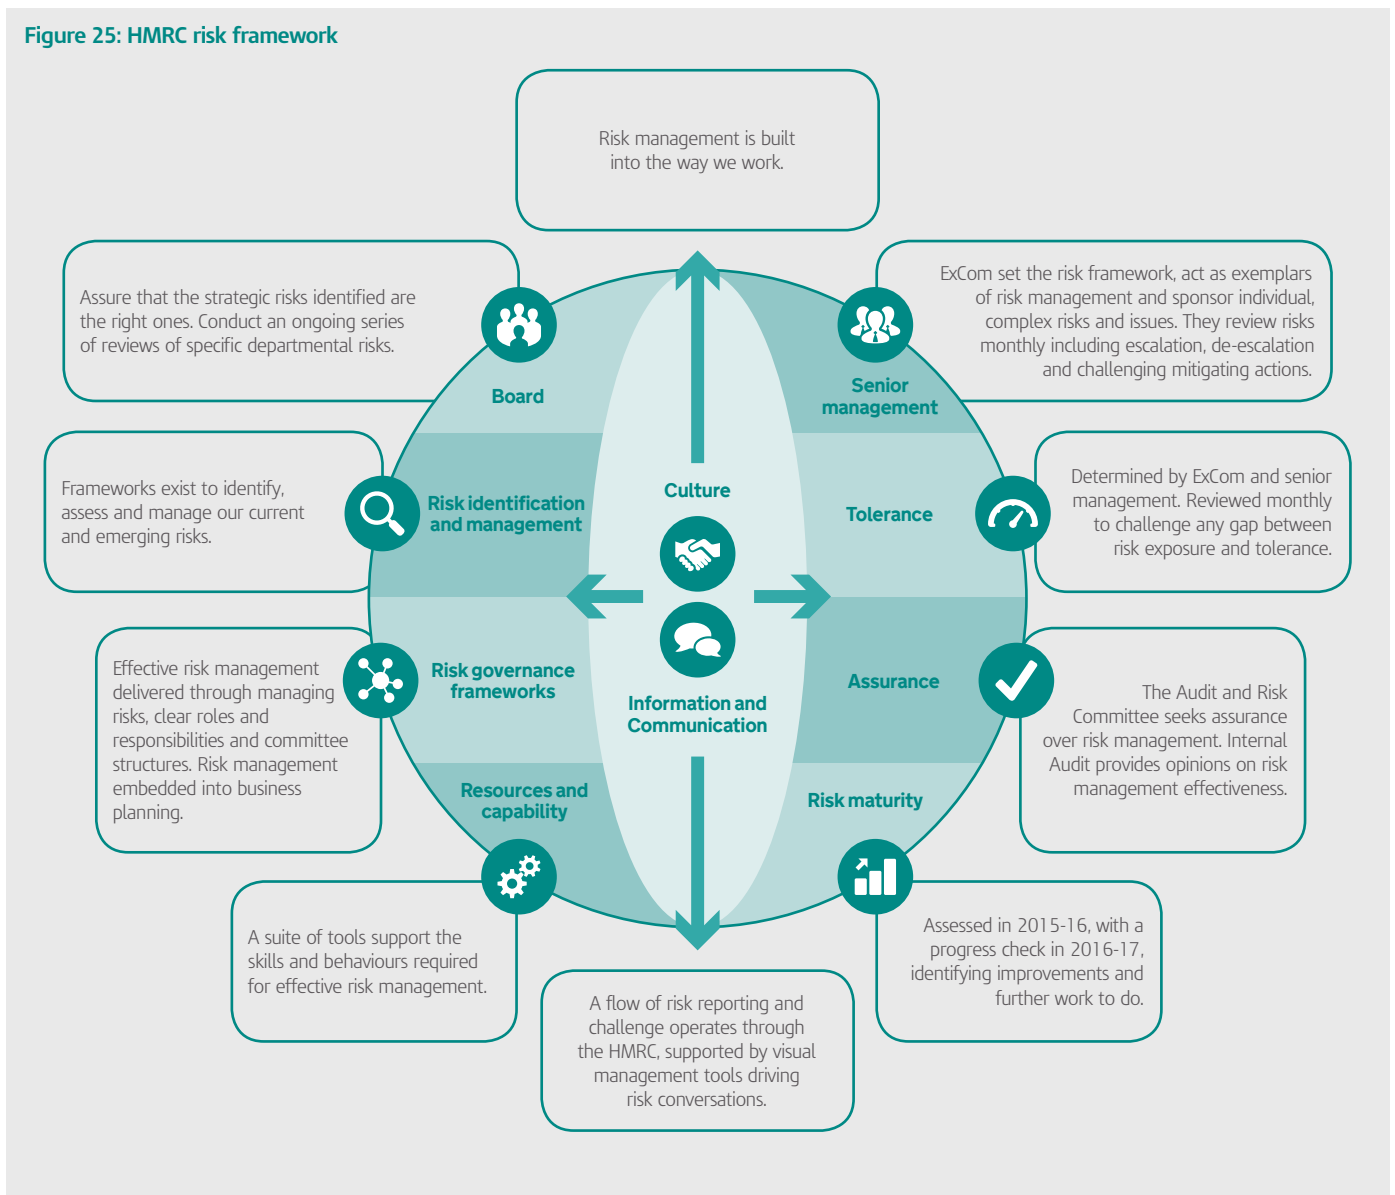 Figure 25: HMRC risk framework
Risk management is built
into the way we work.
Assure that the strategic risks identified are
the right ones. Conduct an ongoing series
of reviews of specific departmental risks.
Board
ExCom set the risk framework, act as exemplars
of risk management and sponsor individual,
complex risks and issues. They review risks
monthly including escalation, de-escalation
and challenging mitigating actions.
Senior
management
Frameworks exist to identify,
assess and manage our current
and emerging risks.
Risk identification
and management
Culture
Tolerance
Determined by ExCom and senior
management. Reviewed monthly
to challenge any gap between
risk exposure and tolerance.
Effective risk management
delivered through managing
risks, clear roles and
responsibilities and committee
structures. Risk management
embedded into business
planning.
Risk governance
frameworks
Information and
Communication
Assurance
The Audit and Risk
Committee seeks assurance
over risk management. Internal
Audit provides opinions on risk
management effectiveness.
Resources and
capability
Risk maturity
A suite of tools support the
skills and behaviours required
for effective risk management.
A flow of risk reporting and
challenge operates through
the HMRC, supported by visual
management tools driving
risk conversations.
Assessed in 2015-16, with a
progress check in 2016-17,
identifying improvements and
further work to do.